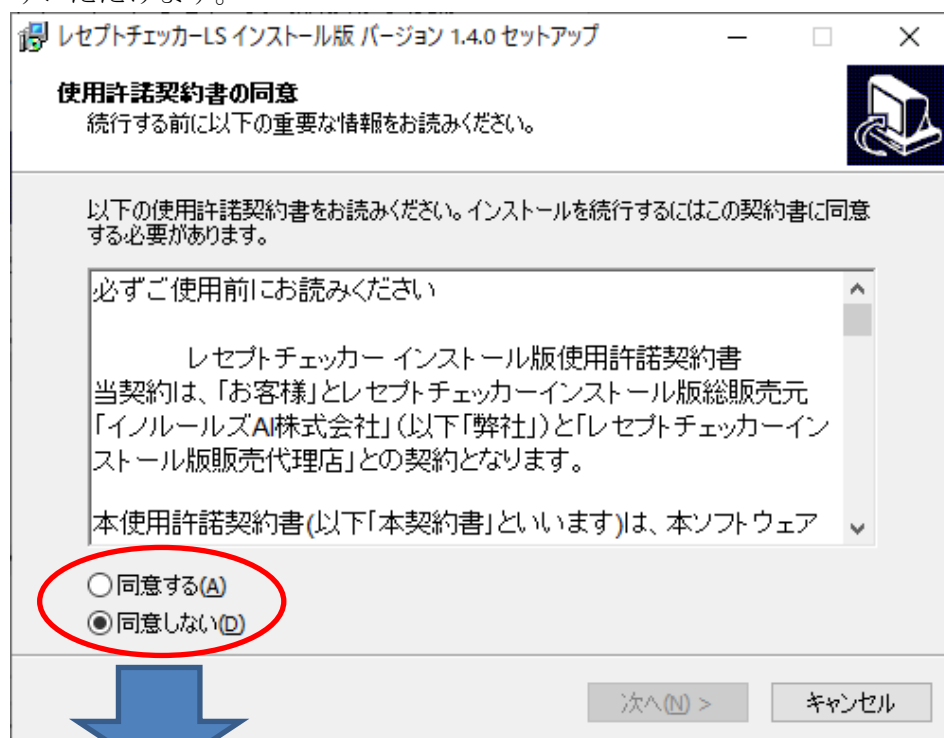 レセプトチェッカーLS インストール版 バージョン 1.4.0 セットアップ
使用許諾契約書の同意
続行する前に以下の重要な情報をお読みください。
以下の使用許諾契約書をお読みください。インストールを続行するにはこの契約書に同意
する必要があります。
必ずご使用前にお読みください
レセプトチェッカー インストール版使用許諾契約書
当契約は、「お客様」とレセプトチェッカーインストール版総販売元
「イノルールズAI株式会社」(以下「弊社」)と「レセプトチェッカーイン
ストール版販売代理店」との契約となります。
本使用許諾契約書(以下「本契約書」といいます)は、本ソフトウェア
同意する(A)
同意しない(D)
次へ(N) >
キャンセル